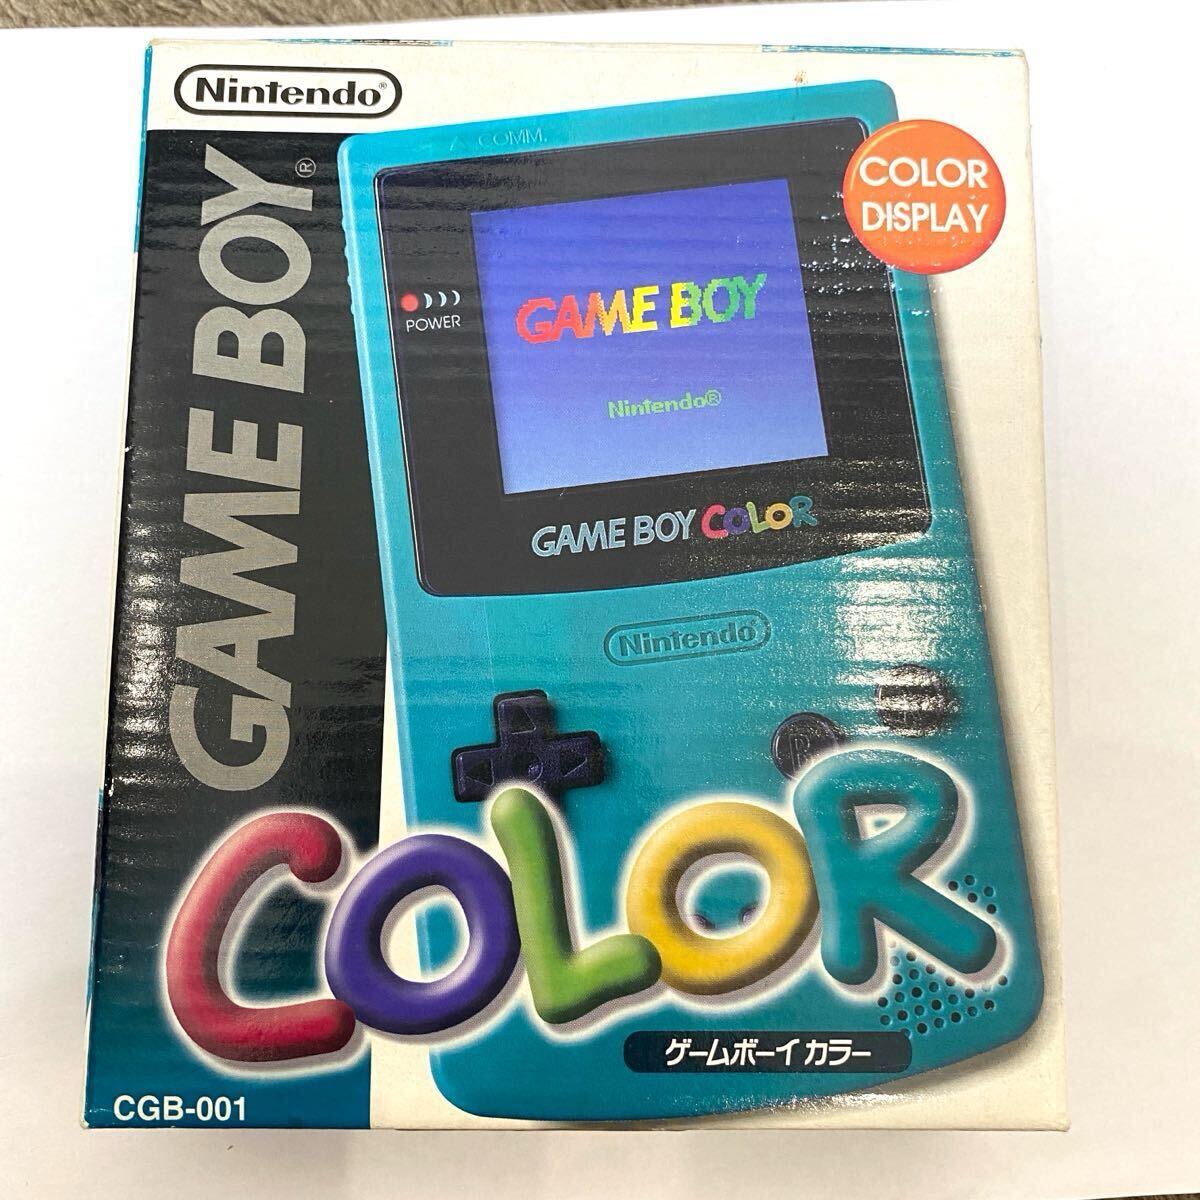 Nintendo®
GAME BOY®
COMM.
COLOR
DISPLAY
POWER
GAME BOY
Nintendo®
GAME BOY COLOR
Nintendo®
COLOR
ゲームボーイカラー
CGB-001